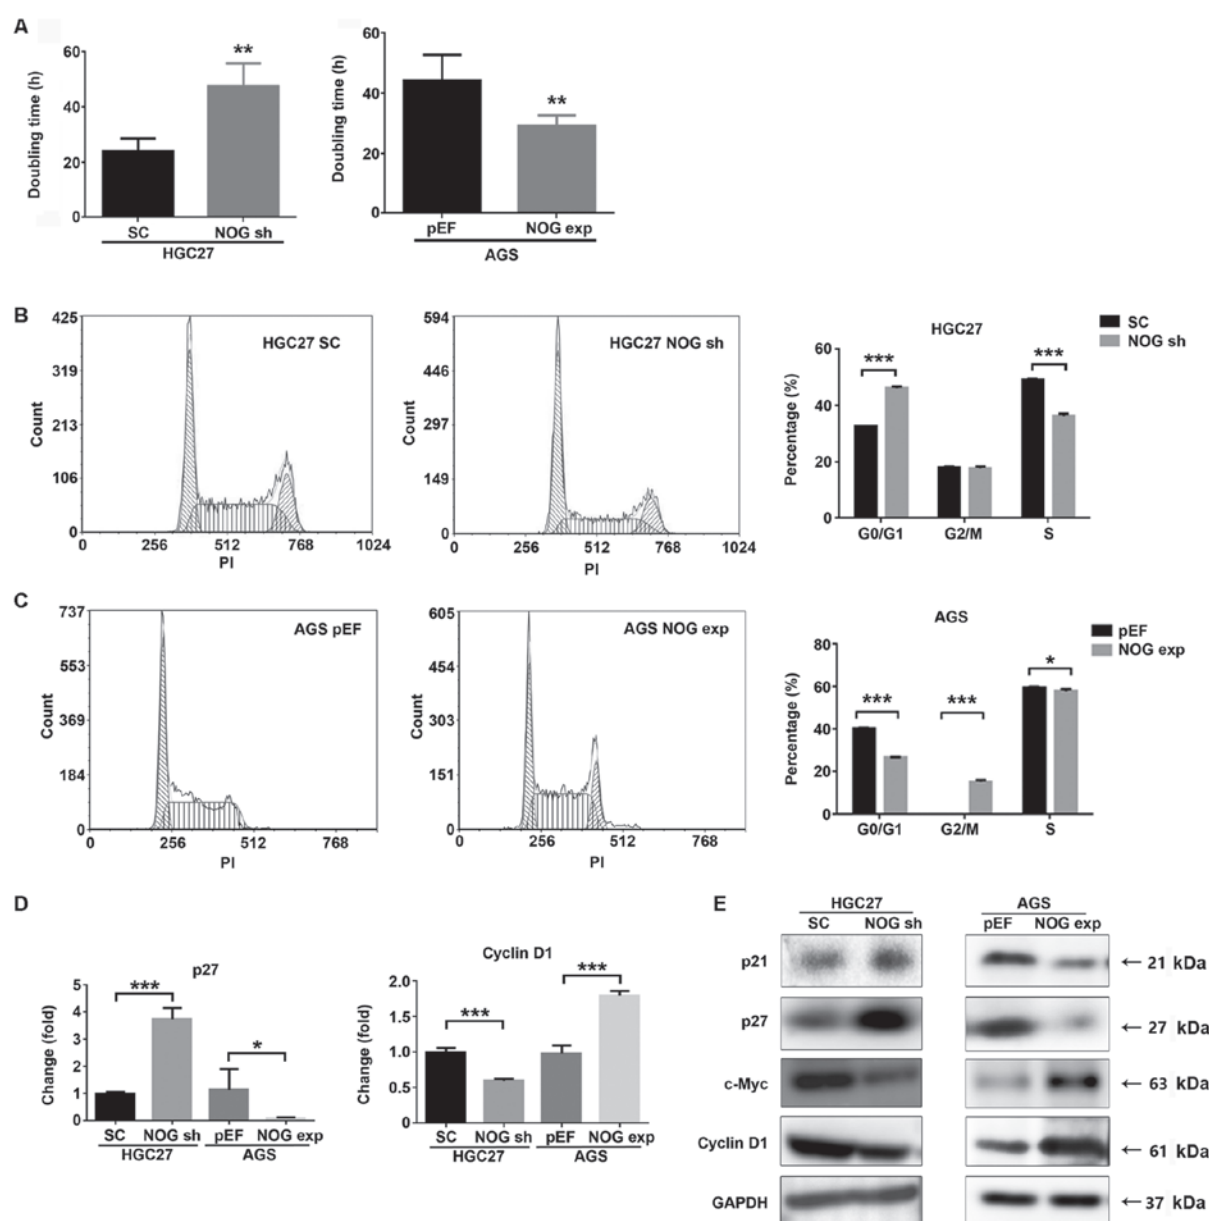 A
Doubling time (h)
60
40
20
0
**
SC
NOG sh
HGC27
Doubling time (h)
60
40
20
0
**
pEF
NOG exp
AGS
B
Count
425
319
213
106
0
HGC27 SC
0 256 512 768 1024
PI
Count
594
446
297
149
0
HGC27 NOG sh
0 256 512 768 1024
PI
HGC27
SC
NOG sh
Percentage (%)
60
40
20
0
*** ***
G0/G1 G2/M S
C
Count
737
553
369
184
0
AGS pEF
0 256 512 768
PI
Count
605
454
303
151
0
AGS NOG exp
0 256 512 768
PI
AGS
pEF
NOG exp
Percentage (%)
80
60
40
20
0
*** *** *
G0/G1 G2/M S
D
p27
Change (fold)
5
4
3
2
1
0
*** *
SC NOG sh pEF NOG exp
HGC27 AGS
Cyclin D1
Change (fold)
2.0
1.5
1.0
0.5
0
*** ***
SC NOG sh pEF NOG exp
HGC27 AGS
E
HGC27 AGS
SC NOG sh pEF NOG exp
p21 ← 21 kDa
p27 ← 27 kDa
c-Myc ← 63 kDa
Cyclin D1 ← 61 kDa
GAPDH ← 37 kDa